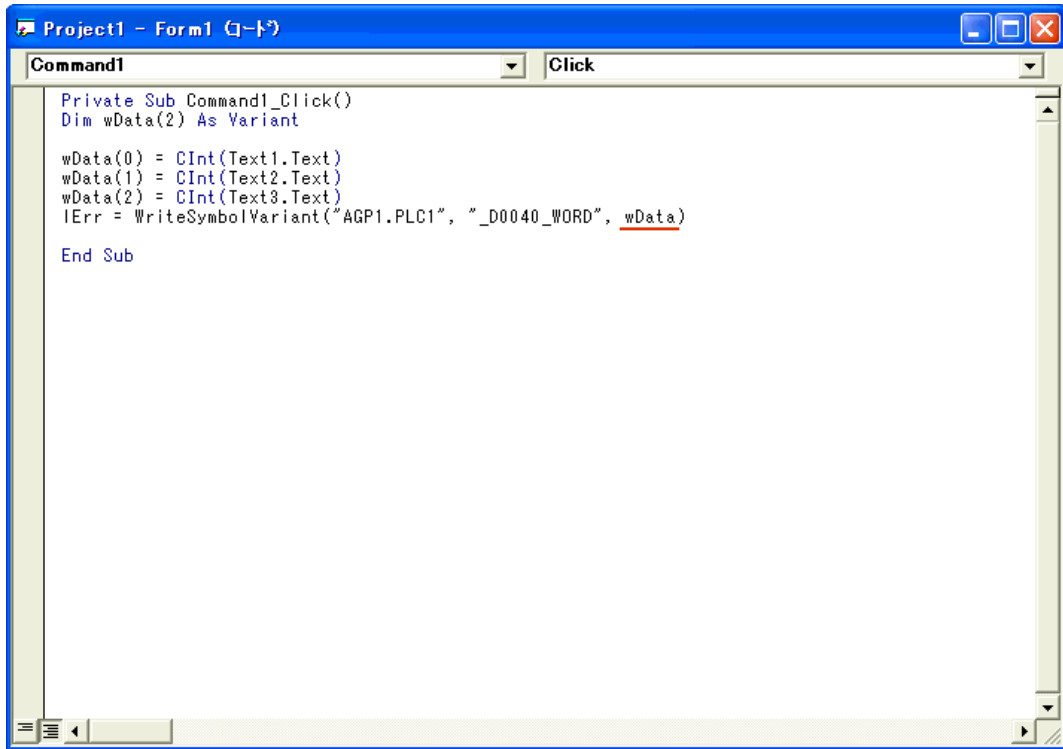 Project1 - Form1 (ｺｰﾄﾞ)
Command1 Click
Private Sub Command1_Click()
Dim wData(2) As Variant
wData(0) = CInt(Text1.Text)
wData(1) = CInt(Text2.Text)
wData(2) = CInt(Text3.Text)
lErr = WriteSymbolVariant("AGP1.PLC1", "_D0040_WORD", wData)
End Sub